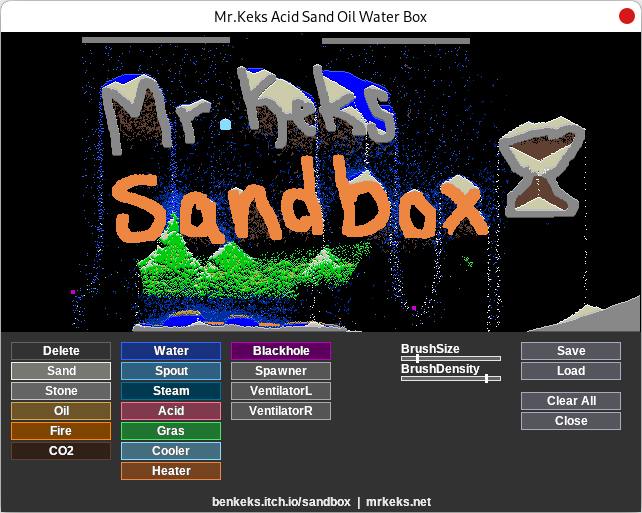 Mr.Keks Acid Sand Oil Water Box
Mr. Keks
Sandbox
Delete
Sand
Stone
Oil
Fire
CO2
Water
Spout
Steam
Acid
Gras
Cooler
Heater
Blackhole
Spawner
VentilatorL
VentilatorR
BrushSize
BrushDensity
Save
Load
Clear All
Close
benkeks.itch.io/sandbox | mrkeks.net